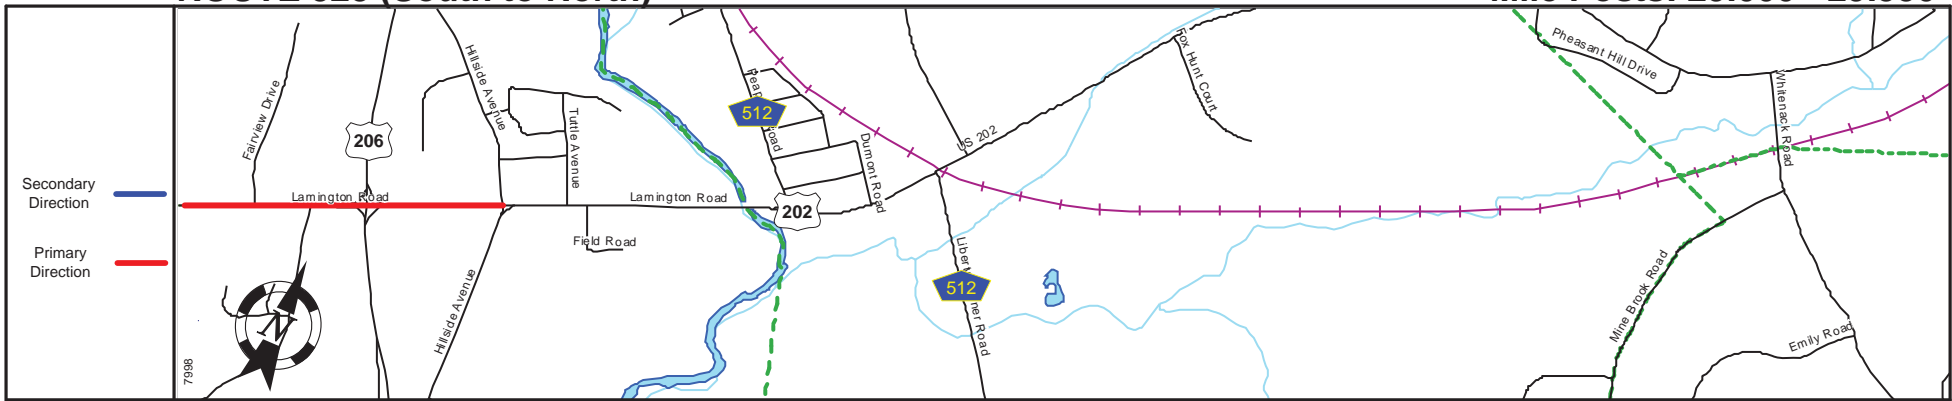 Secondary
Direction
Primary
Direction
Fairview Drive
206
Hillside Avenue
Tuttle Avenue
512
Dumont Road
US 202
Fox Hunt Court
Pheasant Hill Drive
Whitenack Road
Lamington Road
Lamington Road
202
Field Road
Hillside Avenue
512
Mine Brook Road
Emily Road
N
7998